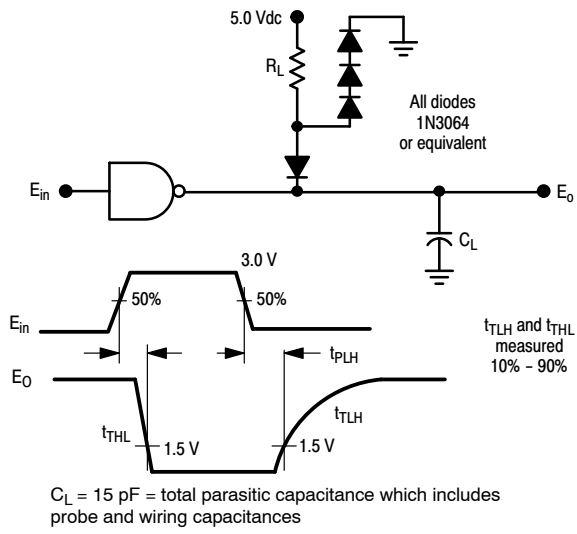 5.0 Vdc
R_L
All diodes
1N3064
or equivalent
E_in
E_o
C_L
3.0 V
50%
50%
E_in
t_PLH
t_TLH and t_THL
measured
10% – 90%
E_O
t_THL
1.5 V
t_TLH
1.5 V
C_L = 15 pF = total parasitic capacitance which includes
probe and wiring capacitances